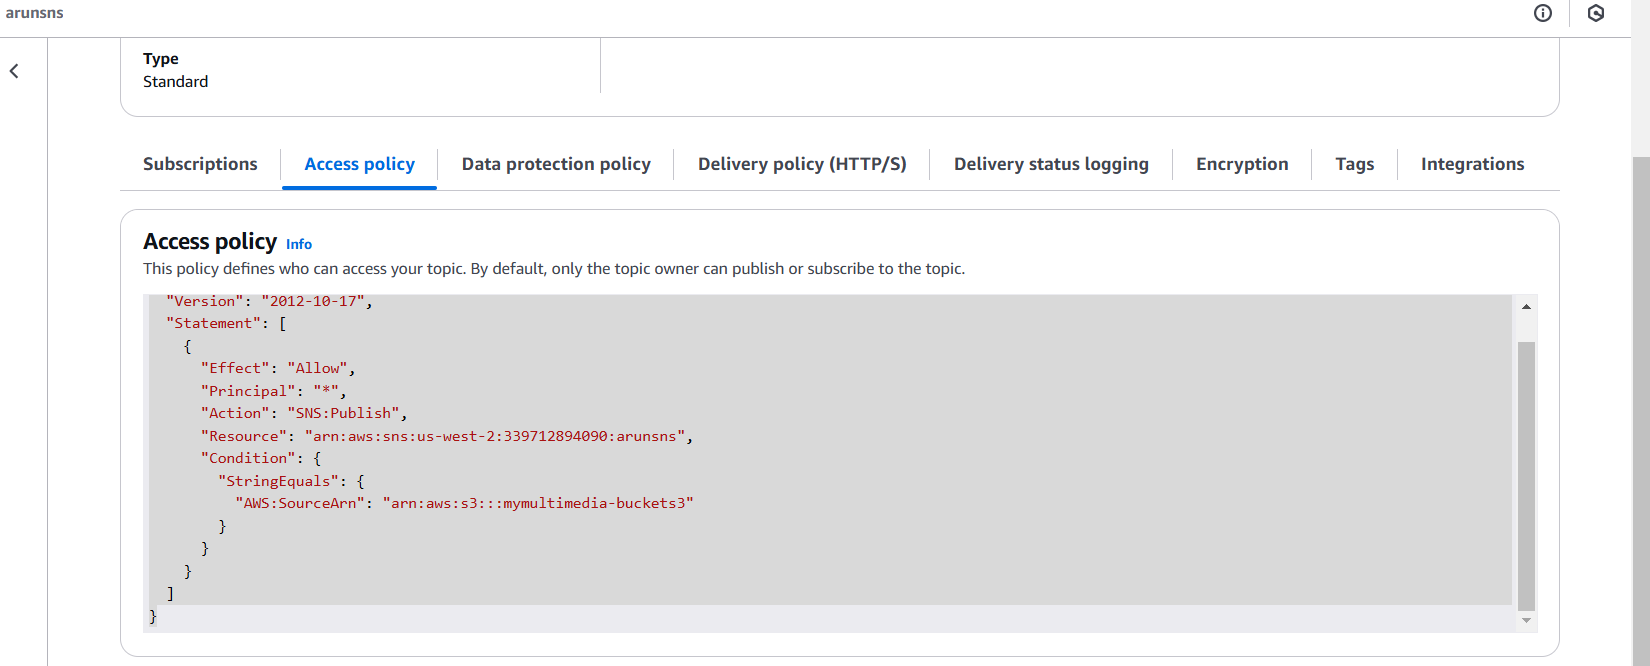 arunsns
Type
Standard
Subscriptions
Access policy
Data protection policy
Delivery policy (HTTP/S)
Delivery status logging
Encryption
Tags
Integrations
Access policy Info
This policy defines who can access your topic. By default, only the topic owner can publish or subscribe to the topic.
"Version": "2012-10-17",
"Statement": [
{
"Effect": "Allow",
"Principal": "*",
"Action": "SNS:Publish",
"Resource": "arn:aws:sns:us-west-2:339712894090:arunsns",
"Condition": {
"StringEquals": {
"AWS:SourceArn": "arn:aws:s3:::mymultimedia-buckets3"
}
}
}
]
}